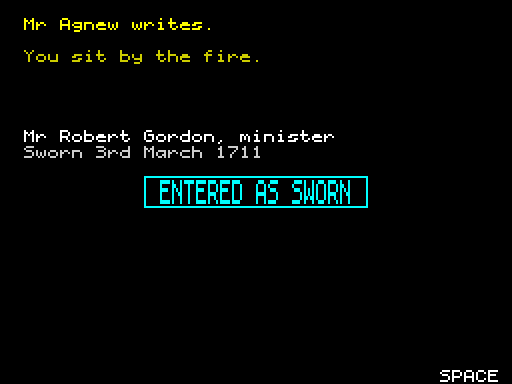 Mr Agnew writes.
You sit by the fire.
Mr Robert Gordon, minister
Sworn 3rd March 1711
ENTERED AS SWORN
SPACE